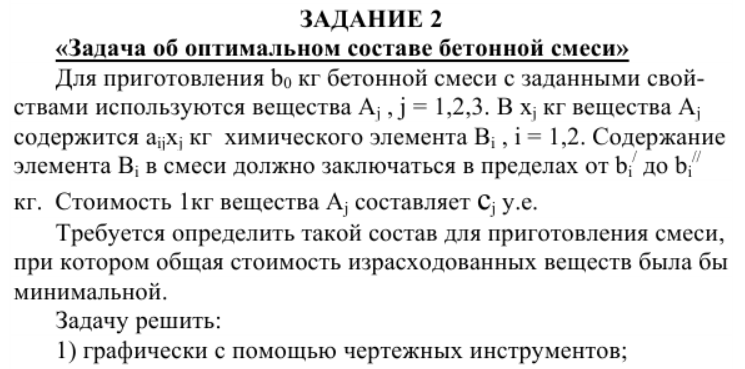 ЗАДАНИЕ 2
«Задача об оптимальном составе бетонной смеси»
Для приготовления b₀ кг бетонной смеси с заданными свой-
ствами используются вещества Aⱼ , j = 1,2,3. В xⱼ кг вещества Aⱼ
содержится aᵢⱼxⱼ кг химического элемента Bᵢ , i = 1,2. Содержание
элемента Bᵢ в смеси должно заключаться в пределах от bᵢ/ до bᵢ//
кг. Стоимость 1кг вещества Aⱼ составляет cⱼ у.е.
Требуется определить такой состав для приготовления смеси,
при котором общая стоимость израсходованных веществ была бы
минимальной.
Задачу решить:
1) графически с помощью чертежных инструментов;